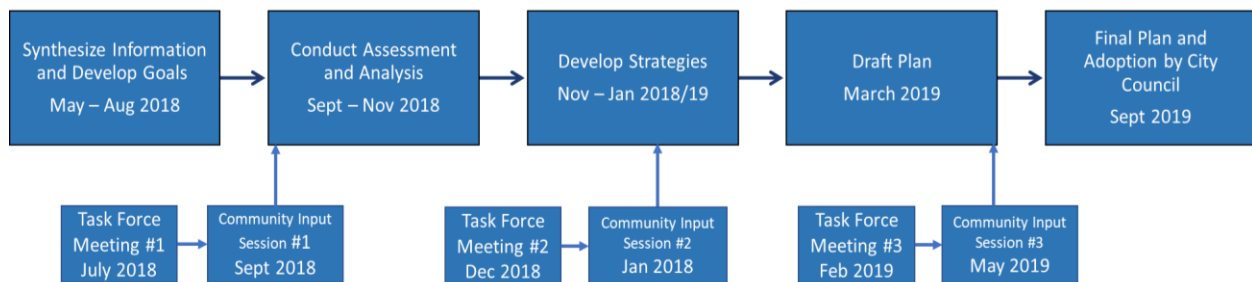 Synthesize Information
and Develop Goals
May – Aug 2018
Conduct Assessment
and Analysis
Sept – Nov 2018
Develop Strategies
Nov – Jan 2018/19
Draft Plan
March 2019
Final Plan and
Adoption by City
Council
Sept 2019
Task Force
Meeting #1
July 2018
Community Input
Session #1
Sept 2018
Task Force
Meeting #2
Dec 2018
Community Input
Session #2
Jan 2018
Task Force
Meeting #3
Feb 2019
Community Input
Session #3
May 2019